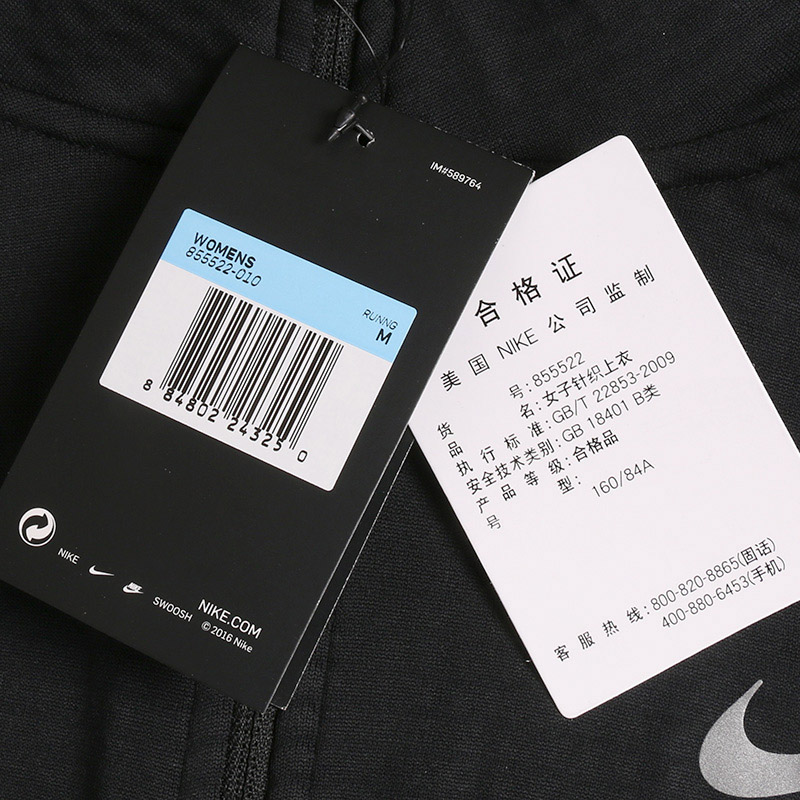 IM#589764
WOMENS
855522-010
RUNNG
M
8 84802 24325 0
NIKE
SWOOSH
NIKE.COM
© 2016 Nike
合格证
美国 NIKE 公司监制
货 号:855522
品 名:女子针织上衣
执行标准:GB/T 22853-2009
安全技术类别:GB 18401 B类
产品等级:合格品
号 型: 160/84A
客服热线:800-820-8865(固话)
400-880-6453(手机)